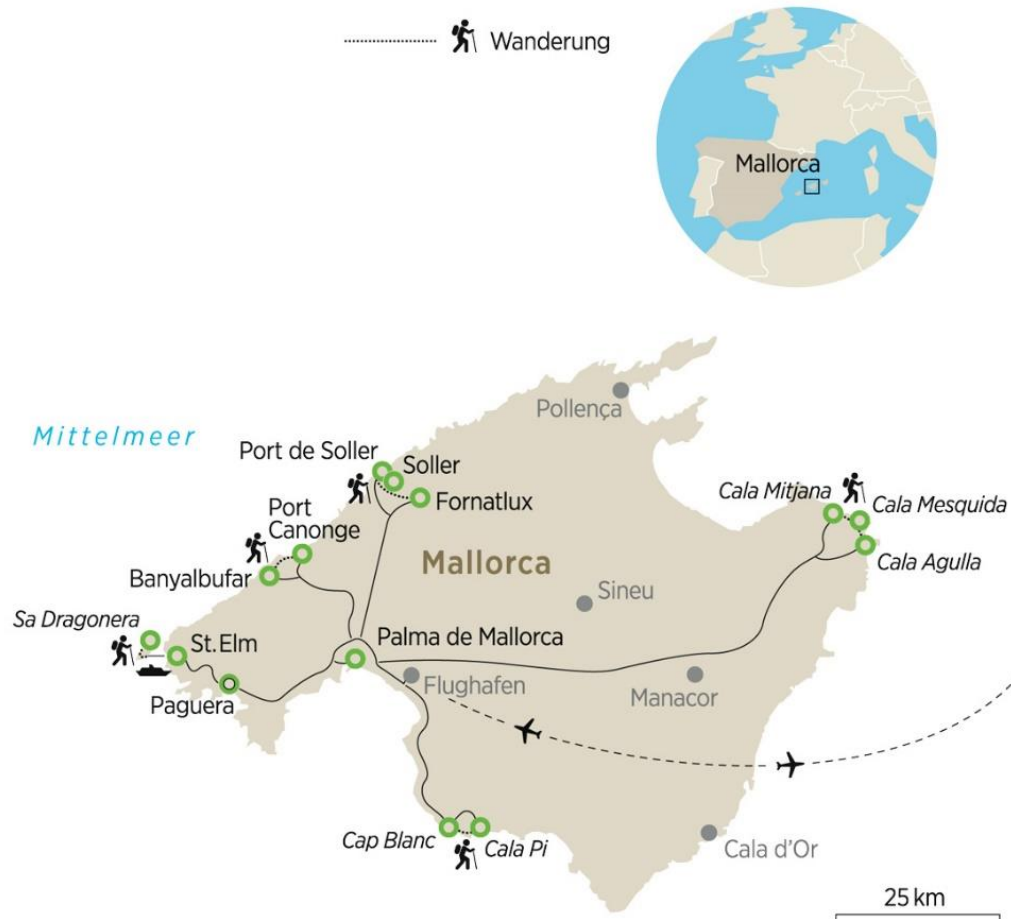 Wanderung
Mallorca
Pollença
Mittelmeer
Port de Soller
Soller
Fornatlux
Cala Mitjana
Cala Mesquida
Cala Agulla
Port
Canonge
Banyalbufar
Mallorca
Sineu
Sa Dragonera
St. Elm
Palma de Mallorca
Paguera
Flughafen
Manacor
Cap Blanc
Cala Pi
Cala d'Or
25 km